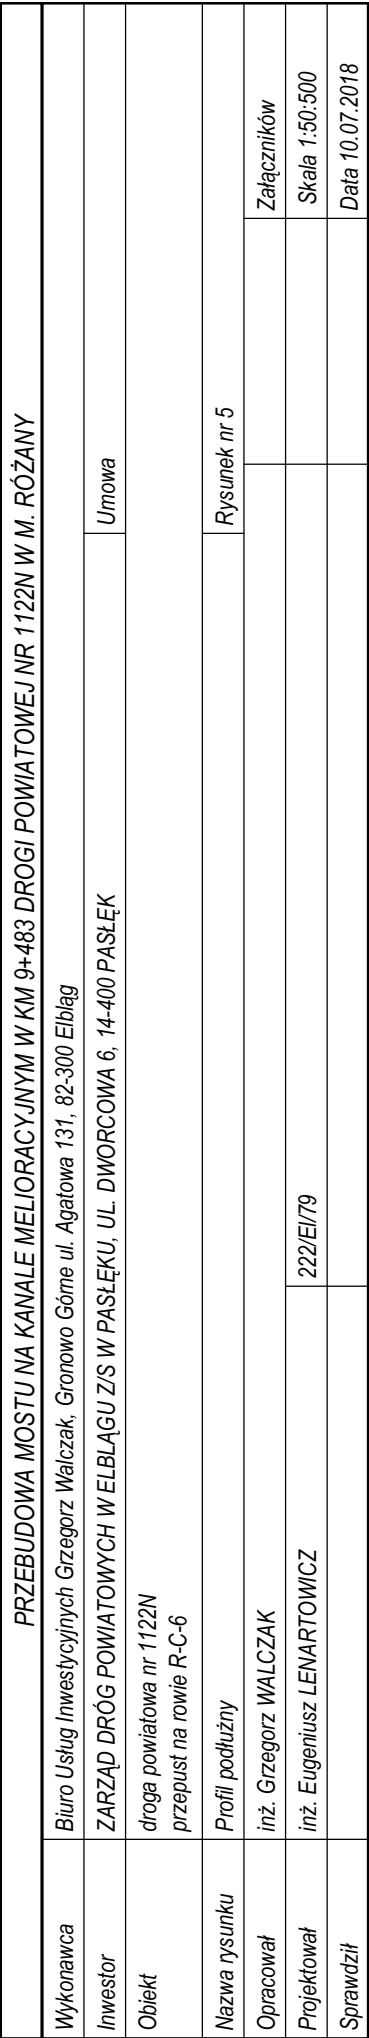 PRZEBUDOWA MOSTU NA KANALE MELIORACYJNYM W KM 9+483 DROGI POWIATOWEJ NR 1122N W M. RÓŻANY
Wykonawca Biuro Usług Inwestycyjnych Grzegorz Walczak, Gronowo Górne ul. Agatowa 131, 82-300 Elbląg
Inwestor ZARZĄD DRÓG POWIATOWYCH W ELBLĄGU Z/S W PASŁĘKU, UL. DWORCOWA 6, 14-400 PASŁĘK Umowa
Obiekt droga powiatowa nr 1122N
przepust na rowie R-C-6
Nazwa rysunku Profil podłużny Rysunek nr 5
Opracował inż. Grzegorz WALCZAK Załączników
Projektował inż. Eugeniusz LENARTOWICZ 222/El/79 Skala 1:50:500
Sprawdził Data 10.07.2018